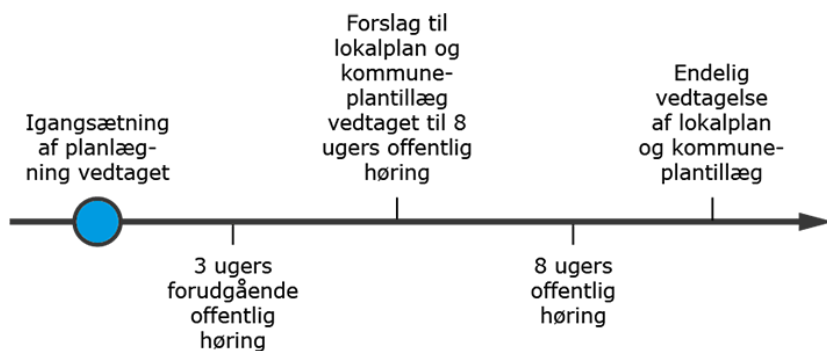 Igangsætning
af planlæg-
ning vedtaget
3 ugers
forudgående
offentlig
høring
Forslag til
lokalplan og
kommune-
plantillæg
vedtaget til 8
ugers offentlig
høring
8 ugers
offentlig
høring
Endelig
vedtagelse
af lokalplan
og kommune-
plantillæg